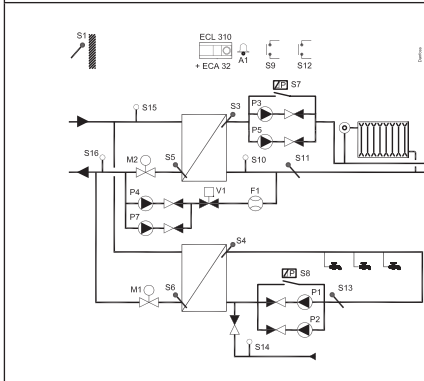 S1
ECL 310
+ ECA 32
A1
S9
S12
Danfoss
S7
S15
S3
P3
P5
S16
M2
S5
S10
S11
P4
V1
F1
P7
S4
S8
M1
S6
P1
S13
P2
S14